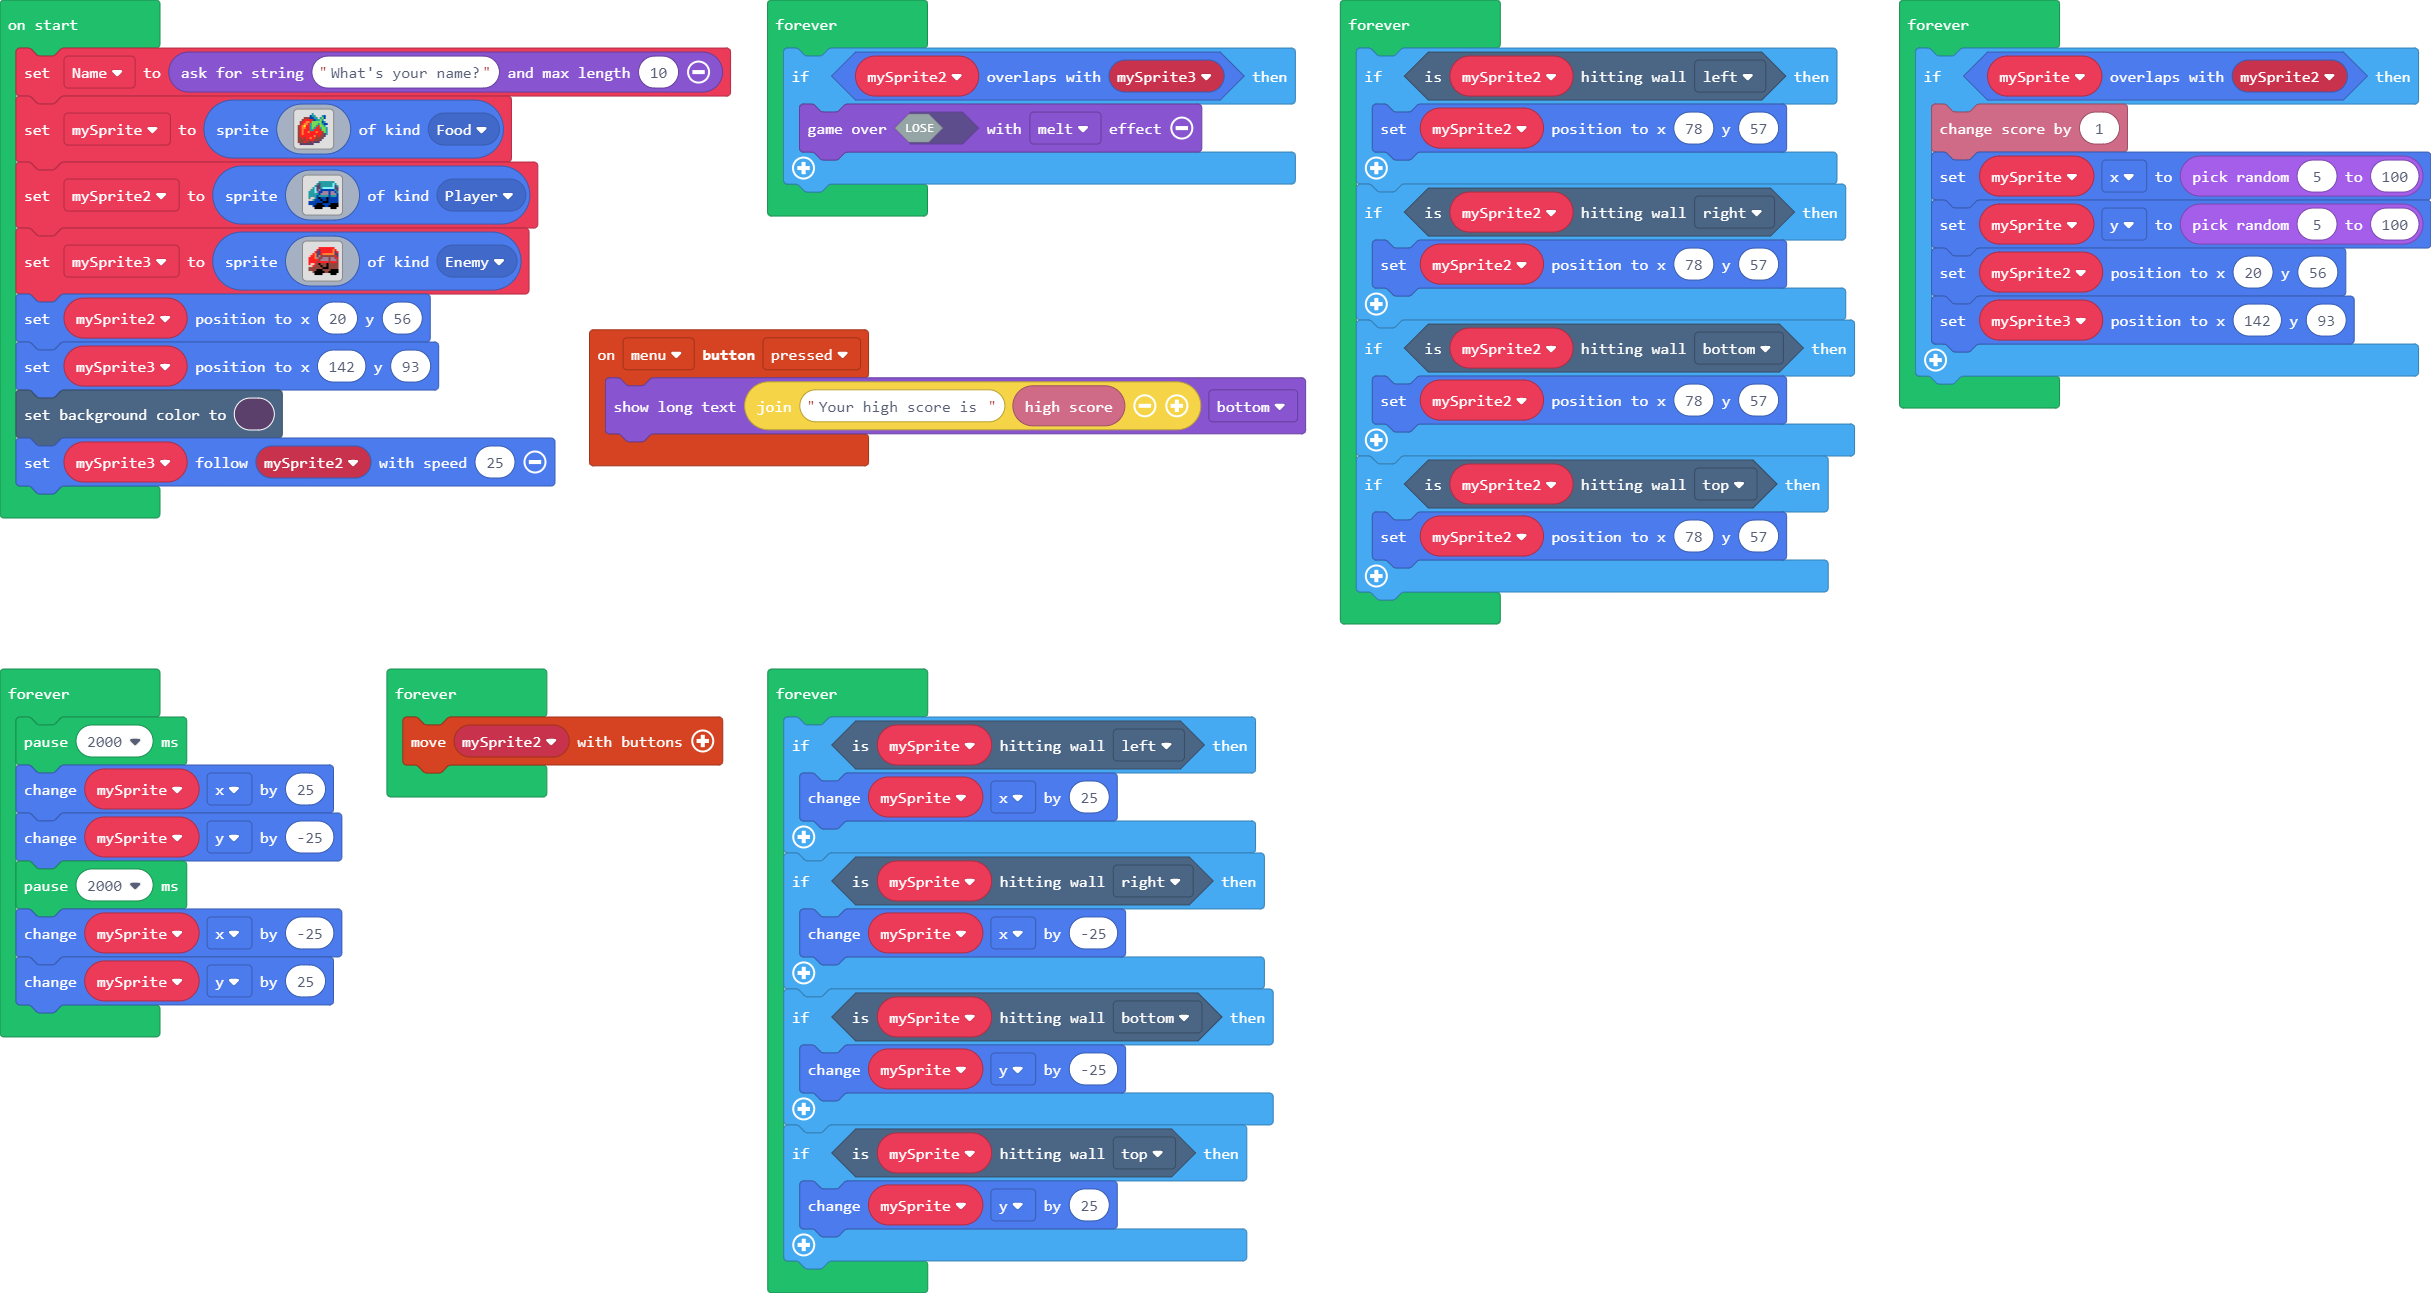 on start
set Name to ask for string "What's your name?" and max length 10
set mySprite to sprite of kind Food
set mySprite2 to sprite of kind Player
set mySprite3 to sprite of kind Enemy
set mySprite2 position to x 20 y 56
set mySprite3 position to x 142 y 93
set background color to
set mySprite3 follow mySprite2 with speed 25
forever
if mySprite2 overlaps with mySprite3 then
game over LOSE with melt effect
on menu button pressed
show long text join "Your high score is " high score bottom
forever
if is mySprite2 hitting wall left then
set mySprite2 position to x 78 y 57
if is mySprite2 hitting wall right then
set mySprite2 position to x 78 y 57
if is mySprite2 hitting wall bottom then
set mySprite2 position to x 78 y 57
if is mySprite2 hitting wall top then
set mySprite2 position to x 78 y 57
forever
if mySprite overlaps with mySprite2 then
change score by 1
set mySprite x to pick random 5 to 100
set mySprite y to pick random 5 to 100
set mySprite2 position to x 20 y 56
set mySprite3 position to x 142 y 93
forever
pause 2000 ms
change mySprite x by 25
change mySprite y by -25
pause 2000 ms
change mySprite x by -25
change mySprite y by 25
forever
move mySprite2 with buttons
forever
if is mySprite hitting wall left then
change mySprite x by 25
if is mySprite hitting wall right then
change mySprite x by -25
if is mySprite hitting wall bottom then
change mySprite y by -25
if is mySprite hitting wall top then
change mySprite y by 25